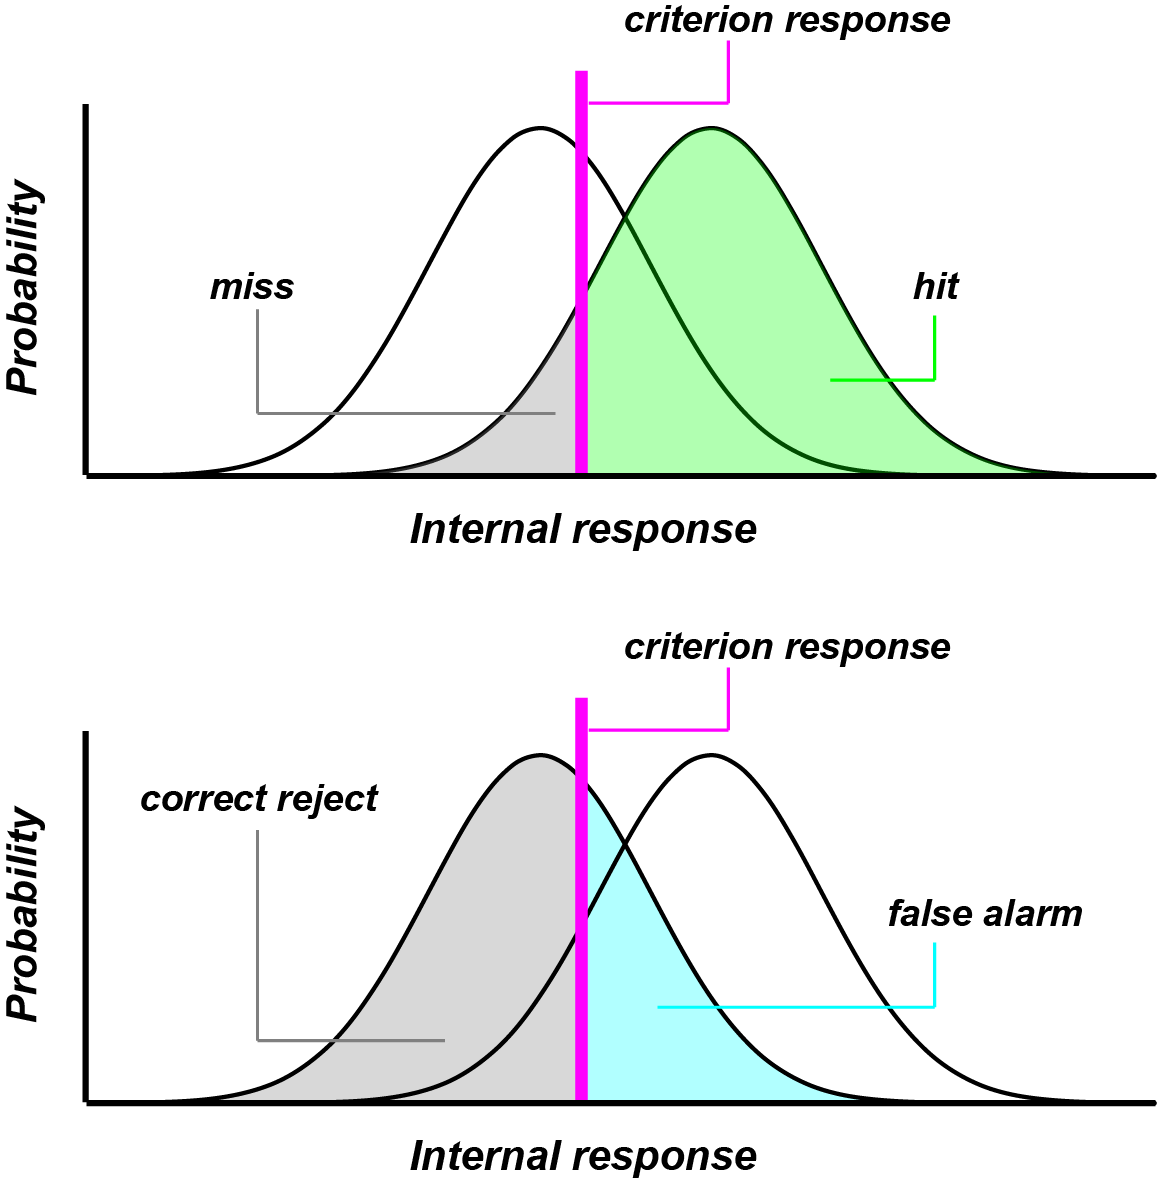 criterion response
Probability
miss
hit
Internal response
criterion response
Probability
correct reject
false alarm
Internal response